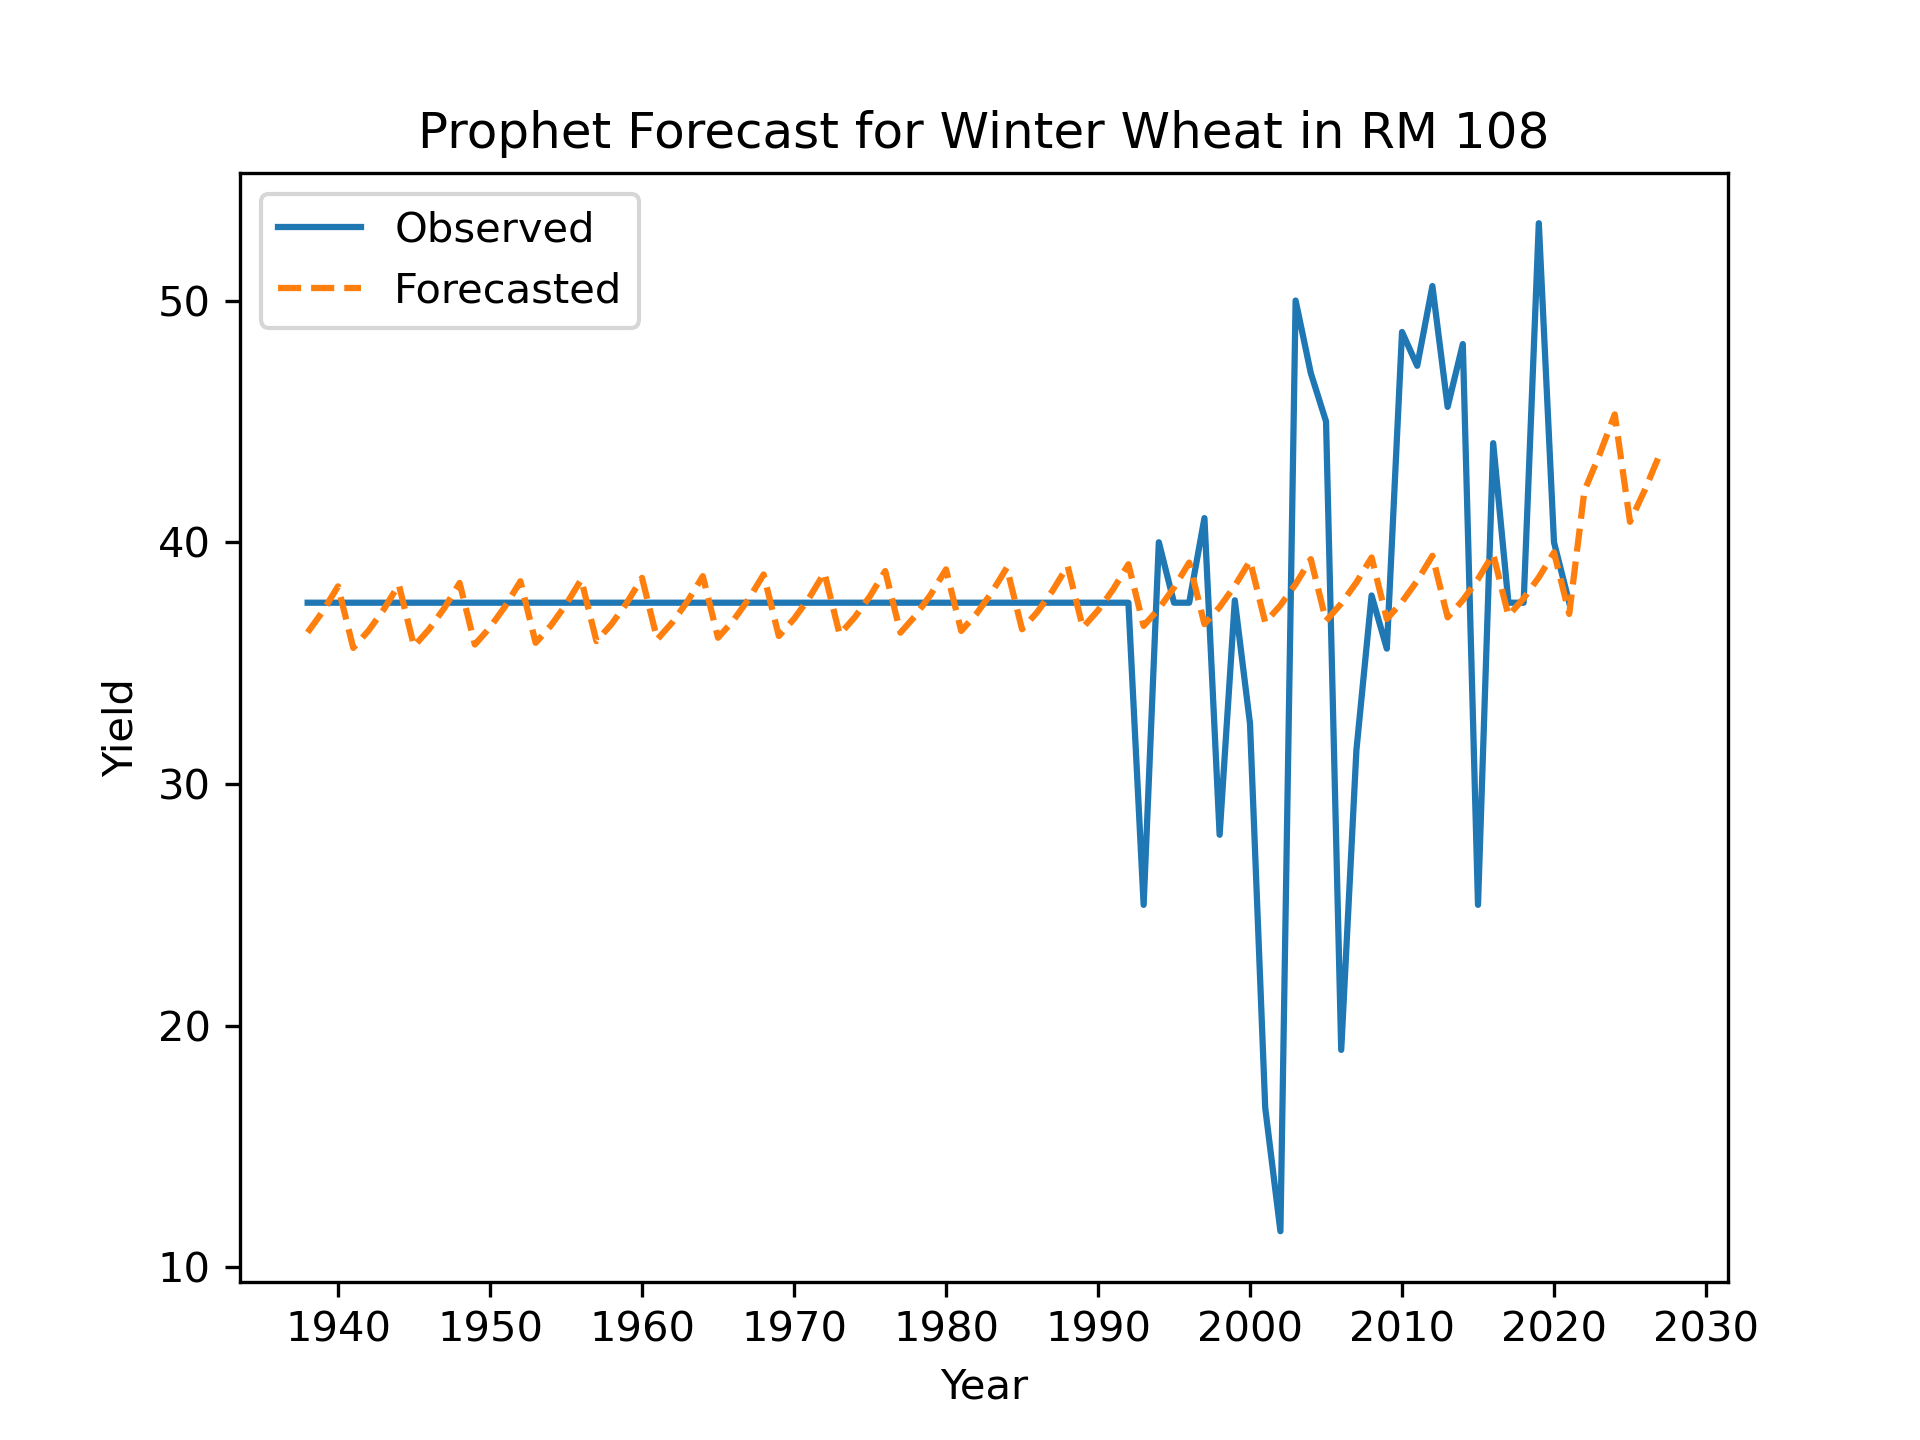 Prophet Forecast for Winter Wheat in RM 108
Observed
Forecasted
50
40
30
20
10
Yield
1940 1950 1960 1970 1980 1990 2000 2010 2020 2030
Year